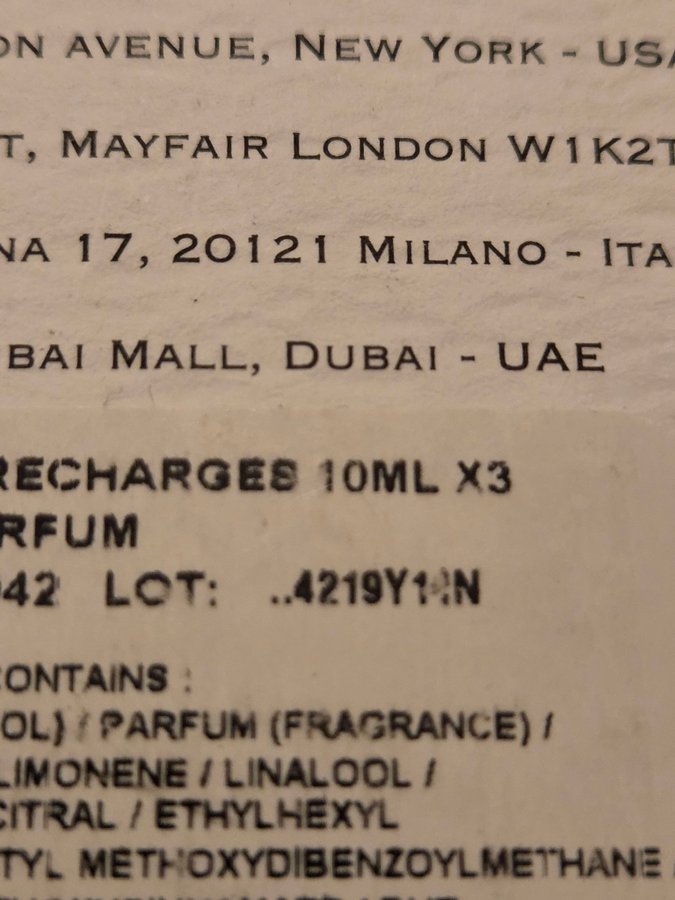 ON AVENUE, NEW YORK - USA
T, MAYFAIR LONDON W1K2T
NA 17, 20121 MILANO - ITA
BAI MALL, DUBAI - UAE
RECHARGES 10ML X3
RFUM
42 LOT:
CONTAINS :
OL) / PARFUM (FRAGRANCE) /
LIMONENE / LINALOOL /
CITRAL / ETHYLHEXYL
TYL METHOXYDIBENZOYLMETHANE